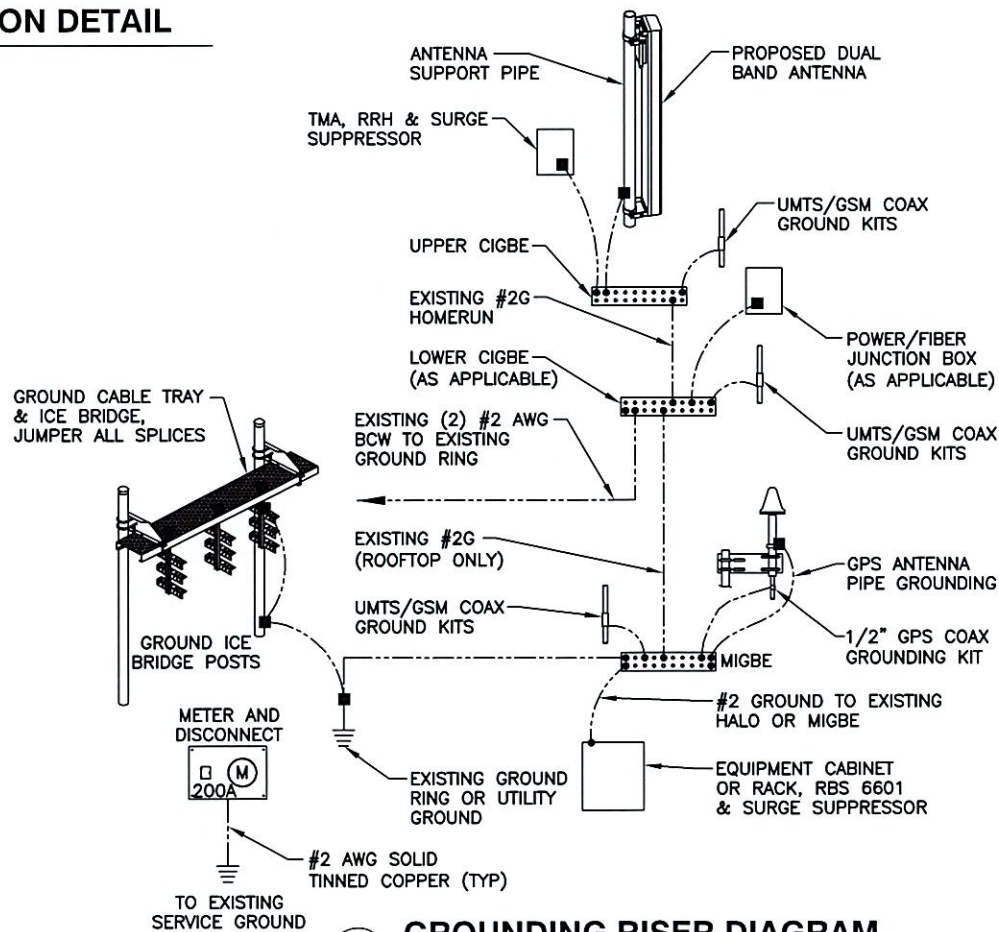 ON DETAIL
ANTENNA
SUPPORT PIPE
PROPOSED DUAL
BAND ANTENNA
TMA, RRH & SURGE
SUPPRESSOR
UMTS/GSM COAX
GROUND KITS
UPPER CIGBE
EXISTING #2G
HOMERUN
POWER/FIBER
JUNCTION BOX
(AS APPLICABLE)
LOWER CIGBE
(AS APPLICABLE)
GROUND CABLE TRAY
& ICE BRIDGE,
JUMPER ALL SPLICES
EXISTING (2) #2 AWG
BCW TO EXISTING
GROUND RING
UMTS/GSM COAX
GROUND KITS
EXISTING #2G
(ROOFTOP ONLY)
GPS ANTENNA
PIPE GROUNDING
UMTS/GSM COAX
GROUND KITS
1/2" GPS COAX
GROUNDING KIT
GROUND ICE
BRIDGE POSTS
MIGBE
#2 GROUND TO EXISTING
HALO OR MIGBE
METER AND
DISCONNECT
M
200A
EXISTING GROUND
RING OR UTILITY
GROUND
EQUIPMENT CABINET
OR RACK, RBS 6601
& SURGE SUPPRESSOR
#2 AWG SOLID
TINNED COPPER (TYP)
TO EXISTING
SERVICE GROUND
GROUNDING RISER DIAGRAM